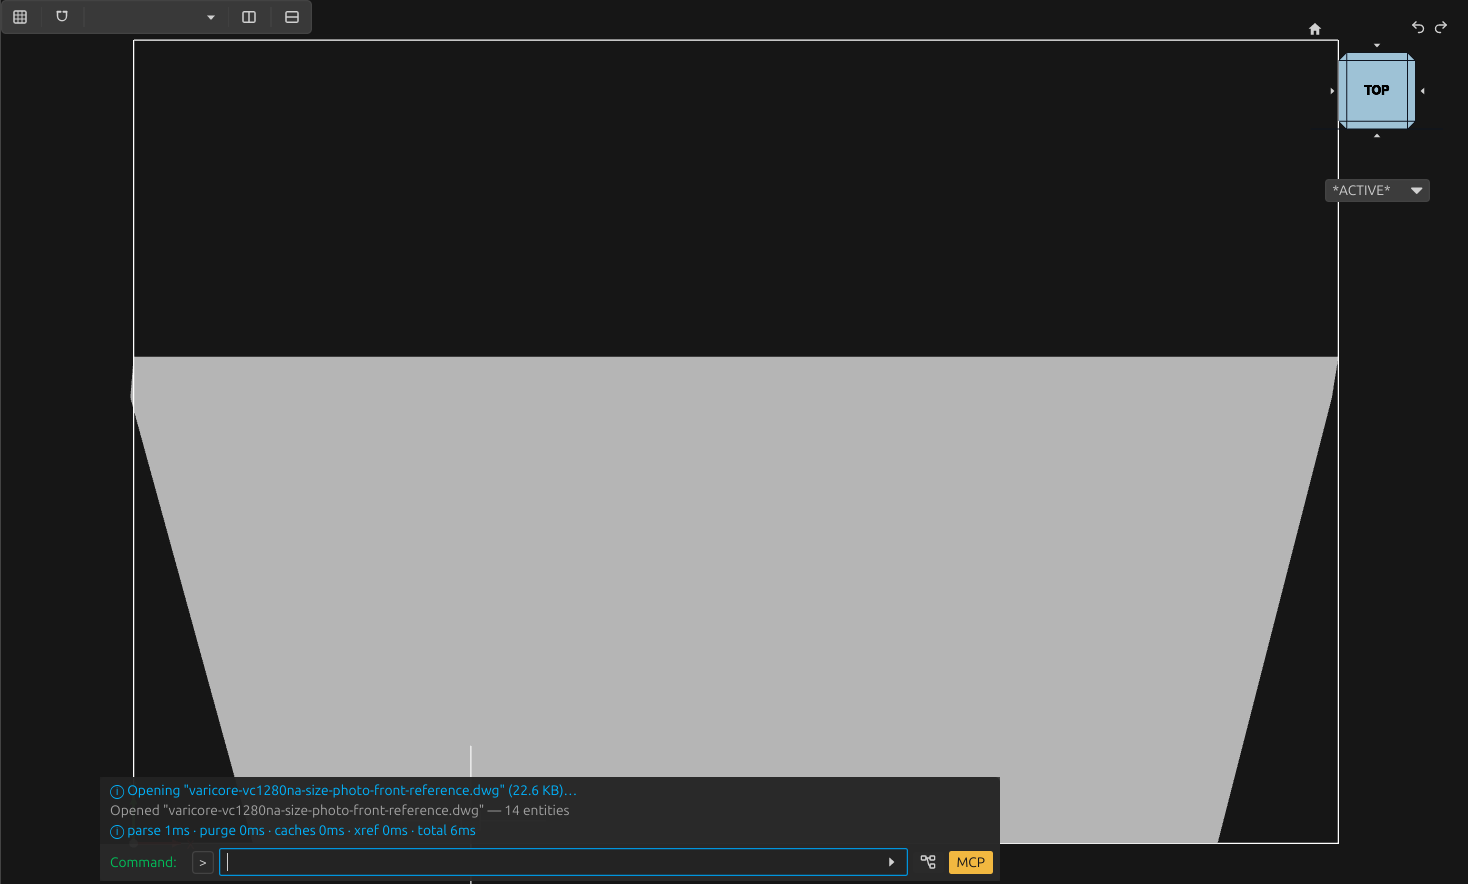 TOP
*ACTIVE*
Opening "varicore-vc1280na-size-photo-front-reference.dwg" (22.6 KB)…
Opened "varicore-vc1280na-size-photo-front-reference.dwg" — 14 entities
parse 1ms · purge 0ms · caches 0ms · xref 0ms · total 6ms
Command: > MCP